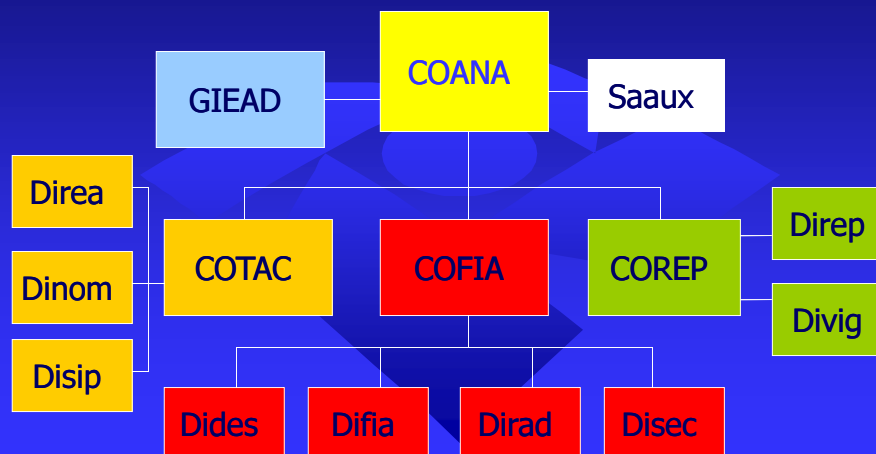 COANA
GIEAD
Saaux
Direa
Direp
COTAC
COFIA
COREP
Dinom
Divig
Disip
Dides
Difia
Dirad
Disec